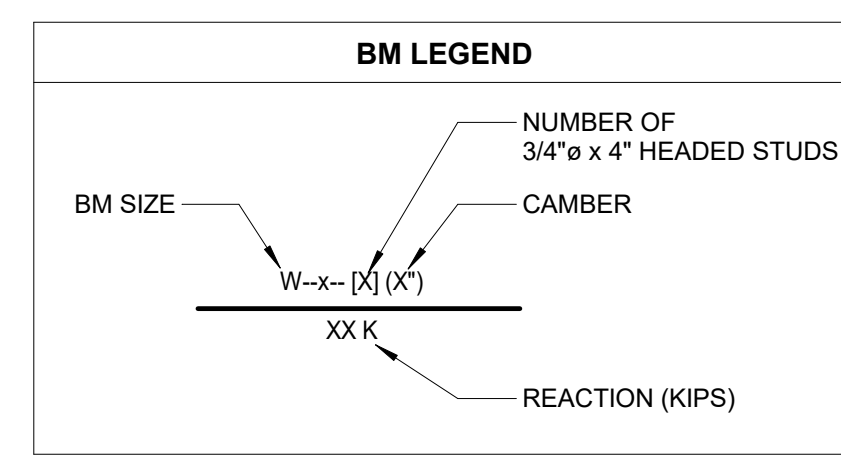 BM LEGEND
NUMBER OF
3/4"ø x 4" HEADED STUDS
BM SIZE
CAMBER
W--x-- [X] (X")
XX K
REACTION (KIPS)